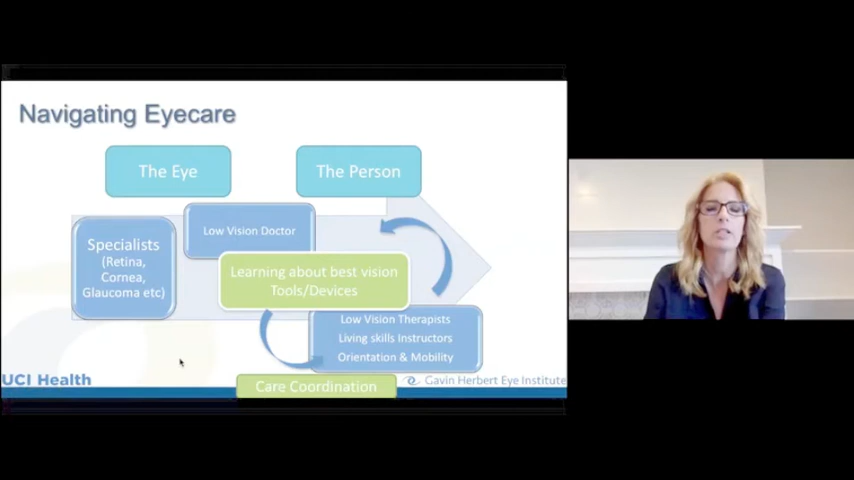 Navigating Eyecare
The Eye
The Person
Specialists
(Retina,
Cornea,
Glaucoma etc)
Low Vision Doctor
Learning about best vision
Tools/Devices
Low Vision Therapists
Living skills Instructors
Orientation & Mobility
UCI Health
Care Coordination
Gavin Herbert Eye Institute